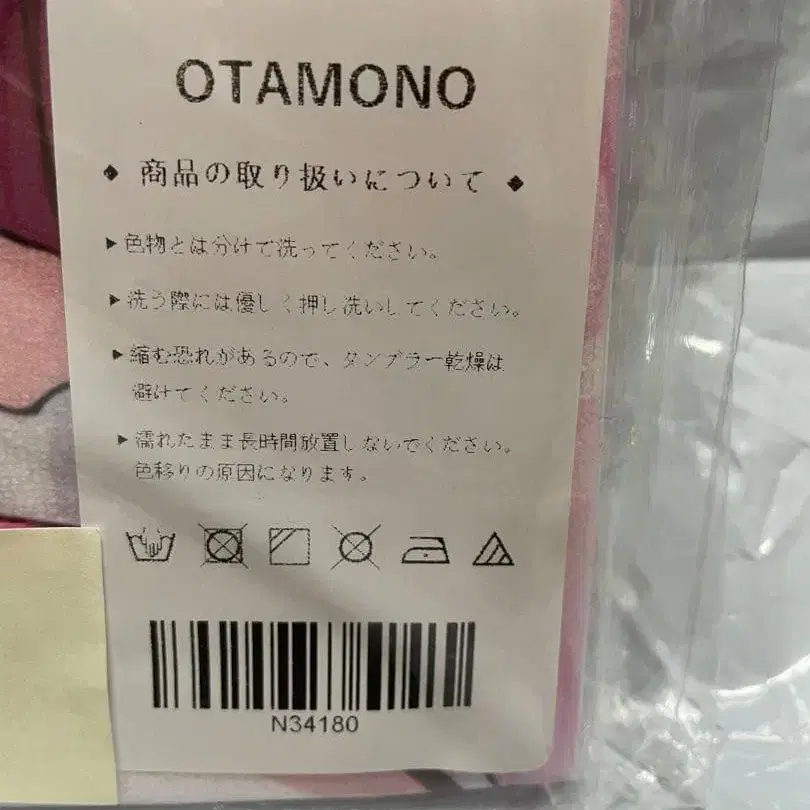 OTAMONO
◆ 商品の取り扱いについて ◆
▶色物とは分けて洗ってください。
▶洗う際には優しく押し洗いしてください。
▶縮む恐れがあるので、タンブラー乾燥は
避けてください。
▶濡れたまま長時間放置しないでください。
色移りの原因になります。
N34180